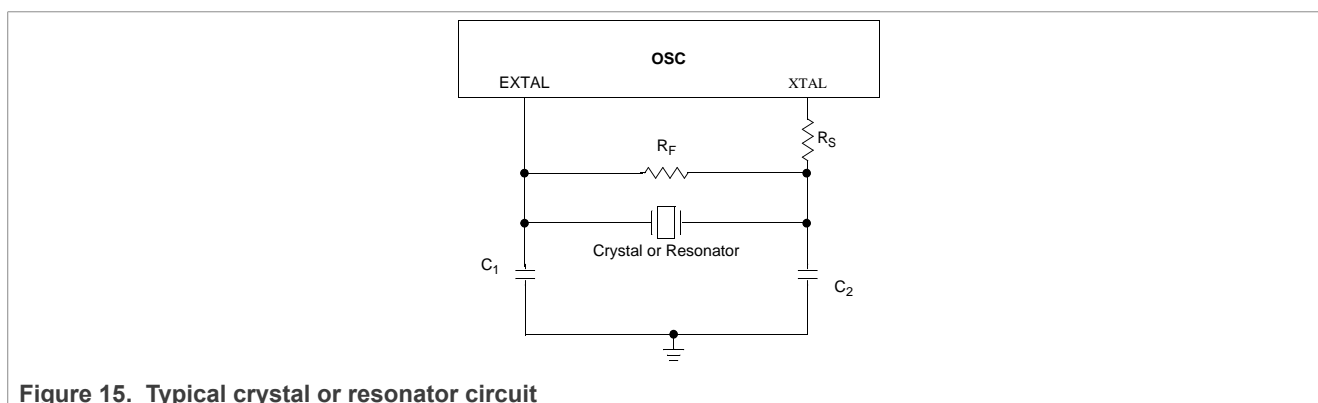 OSC
EXTAL XTAL
RS
RF
Crystal or Resonator
C1
C2
Figure 15. Typical crystal or resonator circuit